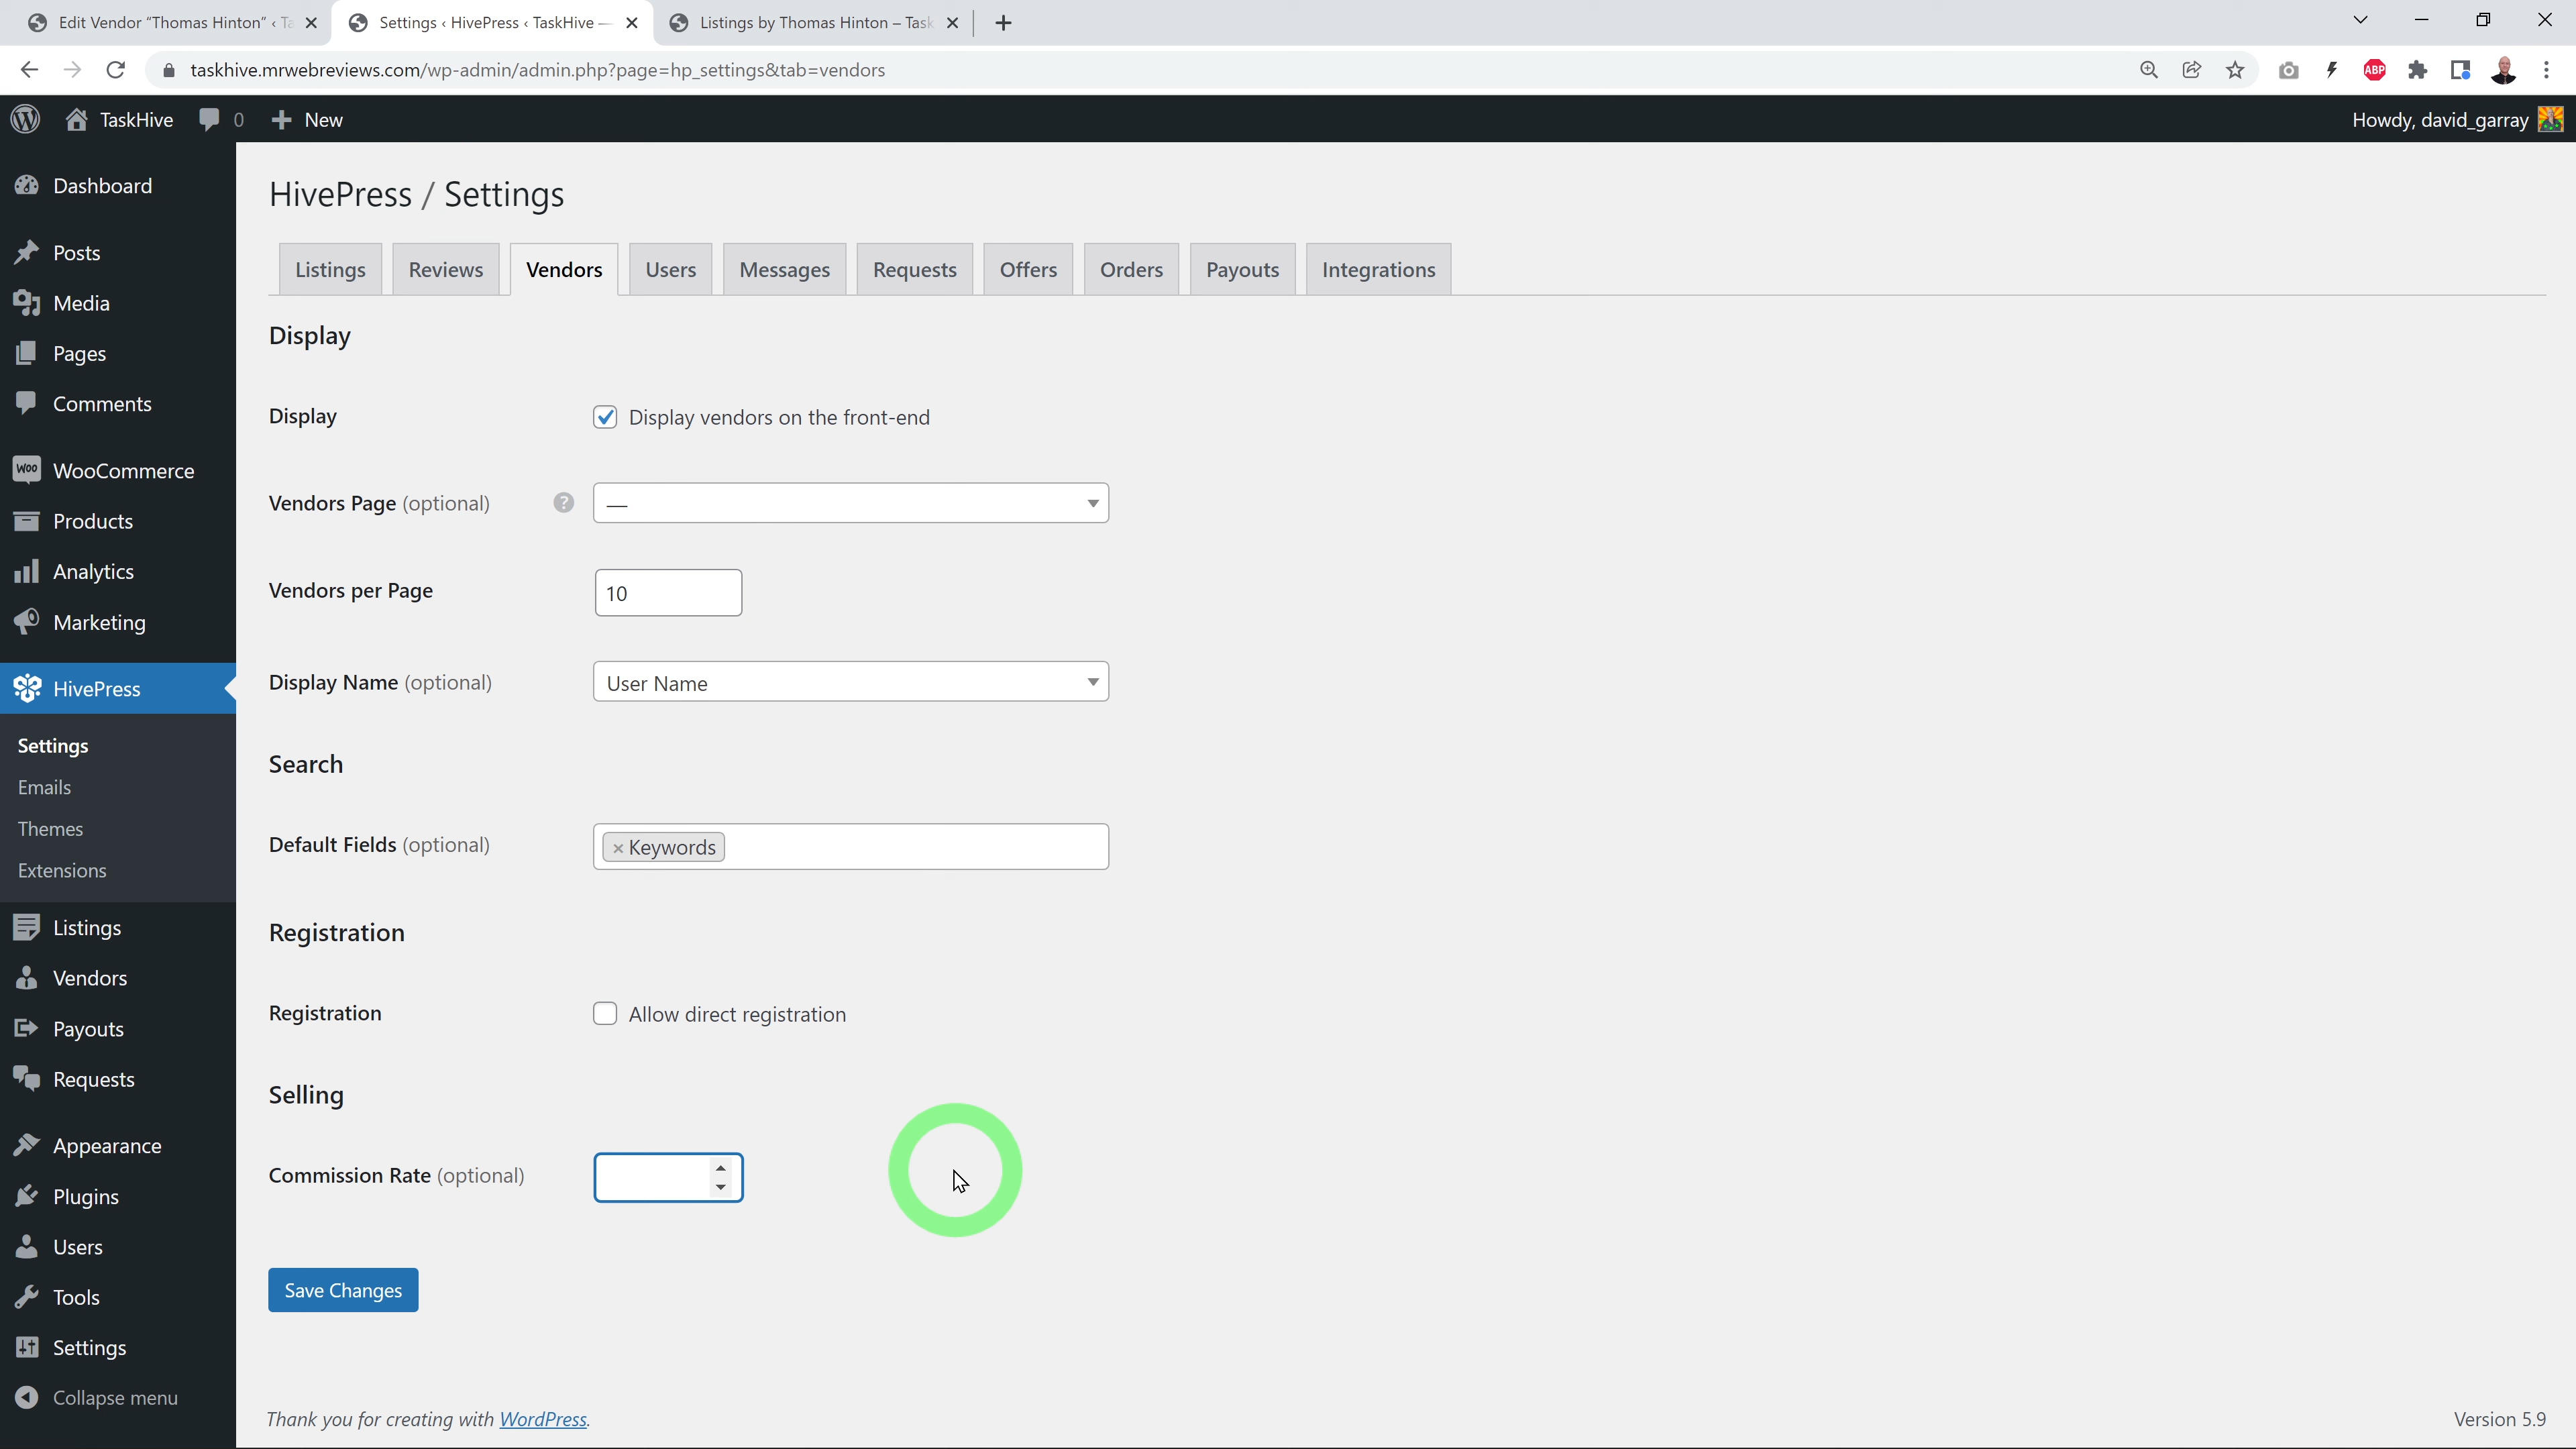 Edit Vendor “Thomas Hinton” ‹ Ta
Settings ‹ HivePress ‹ TaskHive —
Listings by Thomas Hinton – Task
taskhive.mrwebreviews.com/wp-admin/admin.php?page=hp_settings&tab=vendors
ABP
TaskHive
0
New
Howdy, david_garray
Dashboard
Posts
Media
Pages
Comments
Woo
WooCommerce
Products
Analytics
Marketing
HivePress
Settings
Emails
Themes
Extensions
Listings
Vendors
Payouts
Requests
Appearance
Plugins
Users
Tools
Settings
Collapse menu
HivePress / Settings
Listings
Reviews
Vendors
Users
Messages
Requests
Offers
Orders
Payouts
Integrations
Display
Display
Display vendors on the front-end
Vendors Page (optional)
?
—
Vendors per Page
10
Display Name (optional)
User Name
Search
Default Fields (optional)
× Keywords
Registration
Registration
Allow direct registration
Selling
Commission Rate (optional)
Save Changes
Thank you for creating with WordPress.
Version 5.9